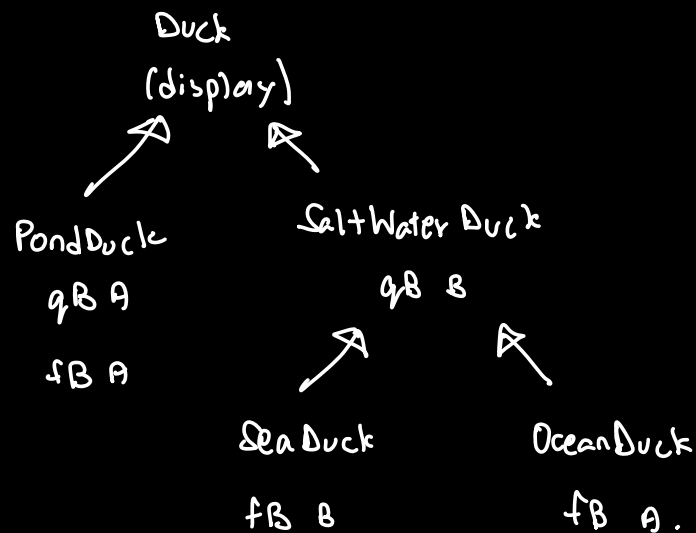 Duck
(display)
PondDuck
qB A
fB A
SaltWater Duck
qB B
SeaDuck
fB B
OceanDuck
fB A.